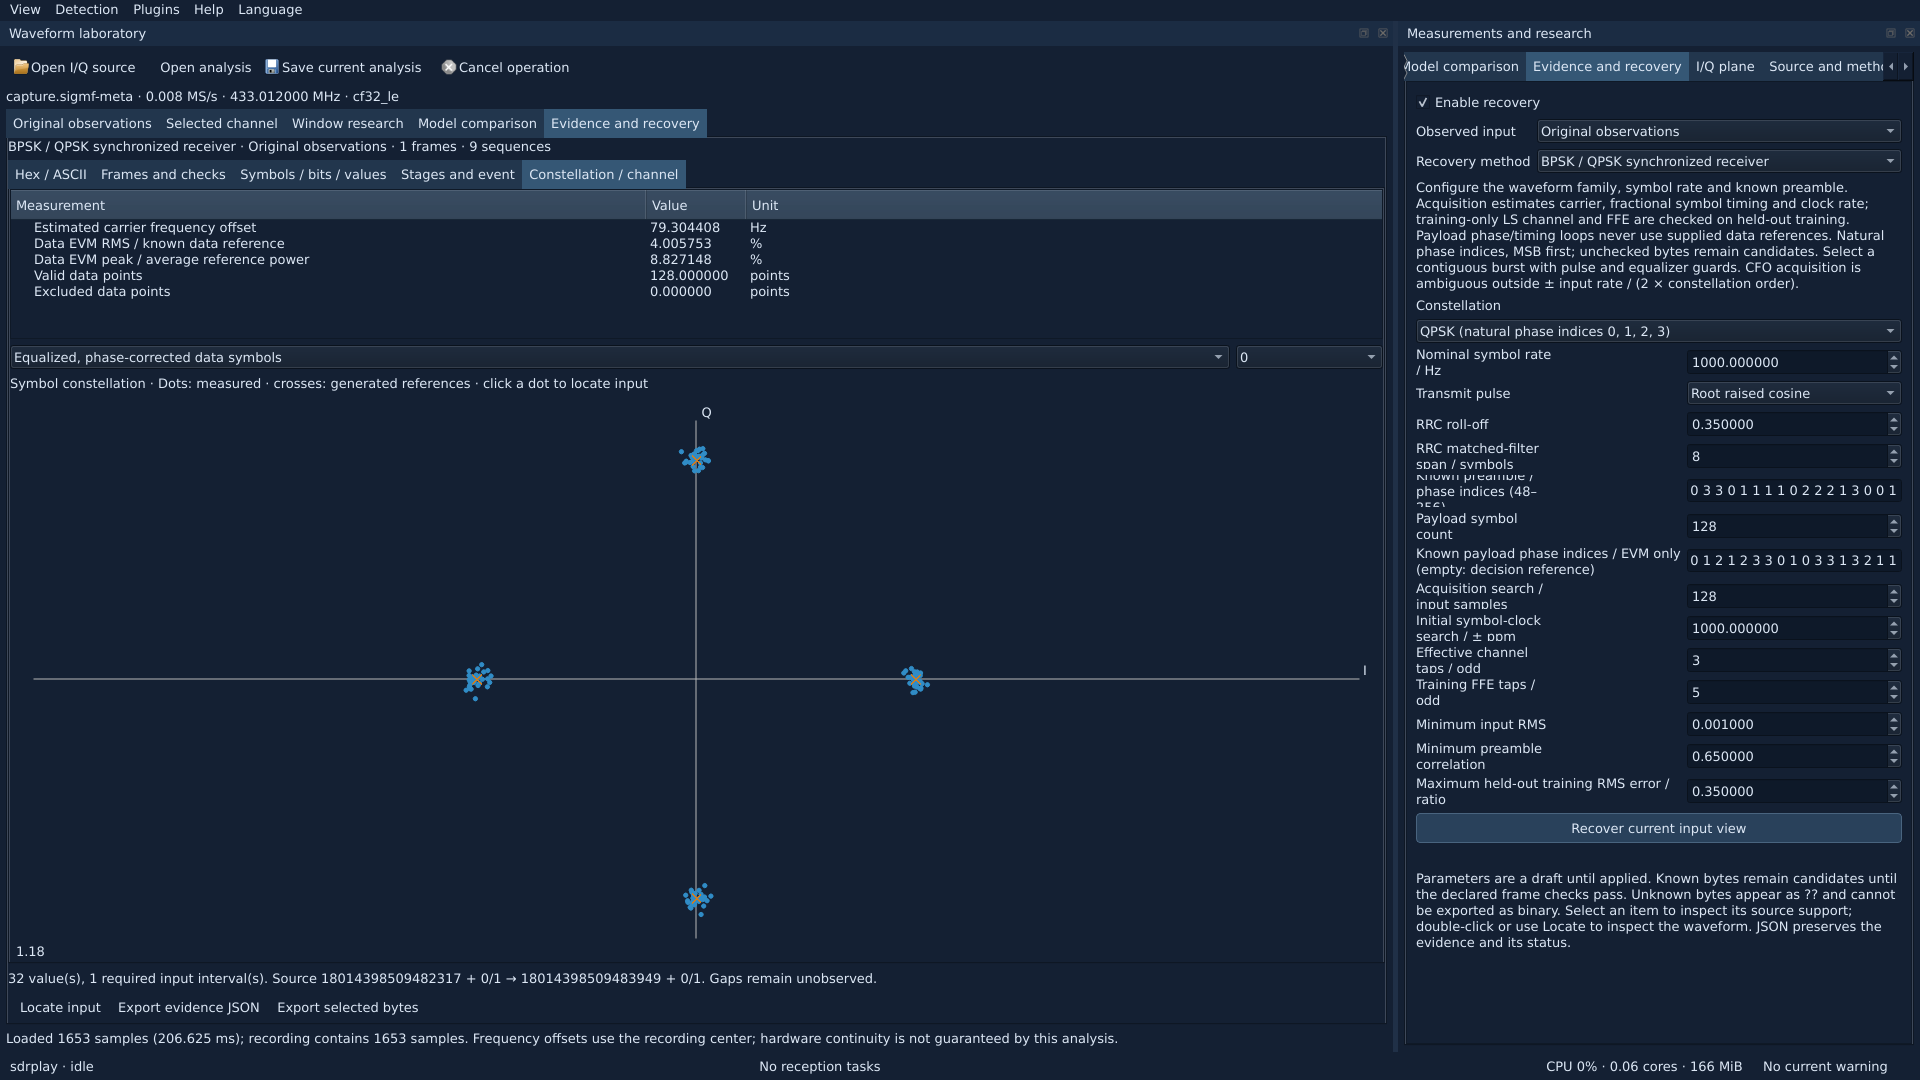 View Detection Plugins Help Language
Waveform laboratory
Open I/Q source Open analysis Save current analysis Cancel operation
capture.sigmf-meta · 0.008 MS/s · 433.012000 MHz · cf32_le
Original observations Selected channel Window research Model comparison Evidence and recovery
BPSK / QPSK synchronized receiver · Original observations · 1 frames · 9 sequences
Hex / ASCII Frames and checks Symbols / bits / values Stages and event Constellation / channel
Measurement Value Unit
Estimated carrier frequency offset 79.304408 Hz
Data EVM RMS / known data reference 4.005753 %
Data EVM peak / average reference power 8.827148 %
Valid data points 128.000000 points
Excluded data points 0.000000 points
Equalized, phase-corrected data symbols 0
Symbol constellation · Dots: measured · crosses: generated references · click a dot to locate input
Q
I
1.18
32 value(s), 1 required input interval(s). Source 18014398509482317 + 0/1 → 18014398509483949 + 0/1. Gaps remain unobserved.
Locate input Export evidence JSON Export selected bytes
Loaded 1653 samples (206.625 ms); recording contains 1653 samples. Frequency offsets use the recording center; hardware continuity is not guaranteed by this analysis.
Measurements and research
Model comparison Evidence and recovery I/Q plane Source and metho
Enable recovery
Observed input Original observations
Recovery method BPSK / QPSK synchronized receiver
Configure the waveform family, symbol rate and known preamble.
Acquisition estimates carrier, fractional symbol timing and clock rate;
training-only LS channel and FFE are checked on held-out training.
Payload phase/timing loops never use supplied data references. Natural
phase indices, MSB first; unchecked bytes remain candidates. Select a
contiguous burst with pulse and equalizer guards. CFO acquisition is
ambiguous outside ± input rate / (2 × constellation order).
Constellation
QPSK (natural phase indices 0, 1, 2, 3)
Nominal symbol rate
/ Hz
1000.000000
Transmit pulse Root raised cosine
RRC roll-off 0.350000
RRC matched-filter
span / symbols
8
Known preamble /
phase indices (48–
256)
0 3 3 0 1 1 1 1 0 2 2 2 1 3 0 0 1
Payload symbol
count
128
Known payload phase indices / EVM only
(empty: decision reference)
0 1 2 1 2 3 3 0 1 0 3 3 1 3 2 1 1
Acquisition search /
input samples
128
Initial symbol-clock
search / ± ppm
1000.000000
Effective channel
taps / odd
3
Training FFE taps /
odd
5
Minimum input RMS 0.001000
Minimum preamble
correlation
0.650000
Maximum held-out training RMS error /
ratio
0.350000
Recover current input view
Parameters are a draft until applied. Known bytes remain candidates until
the declared frame checks pass. Unknown bytes appear as ?? and cannot
be exported as binary. Select an item to inspect its source support;
double-click or use Locate to inspect the waveform. JSON preserves the
evidence and its status.
sdrplay · idle No reception tasks CPU 0% · 0.06 cores · 166 MiB No current warning